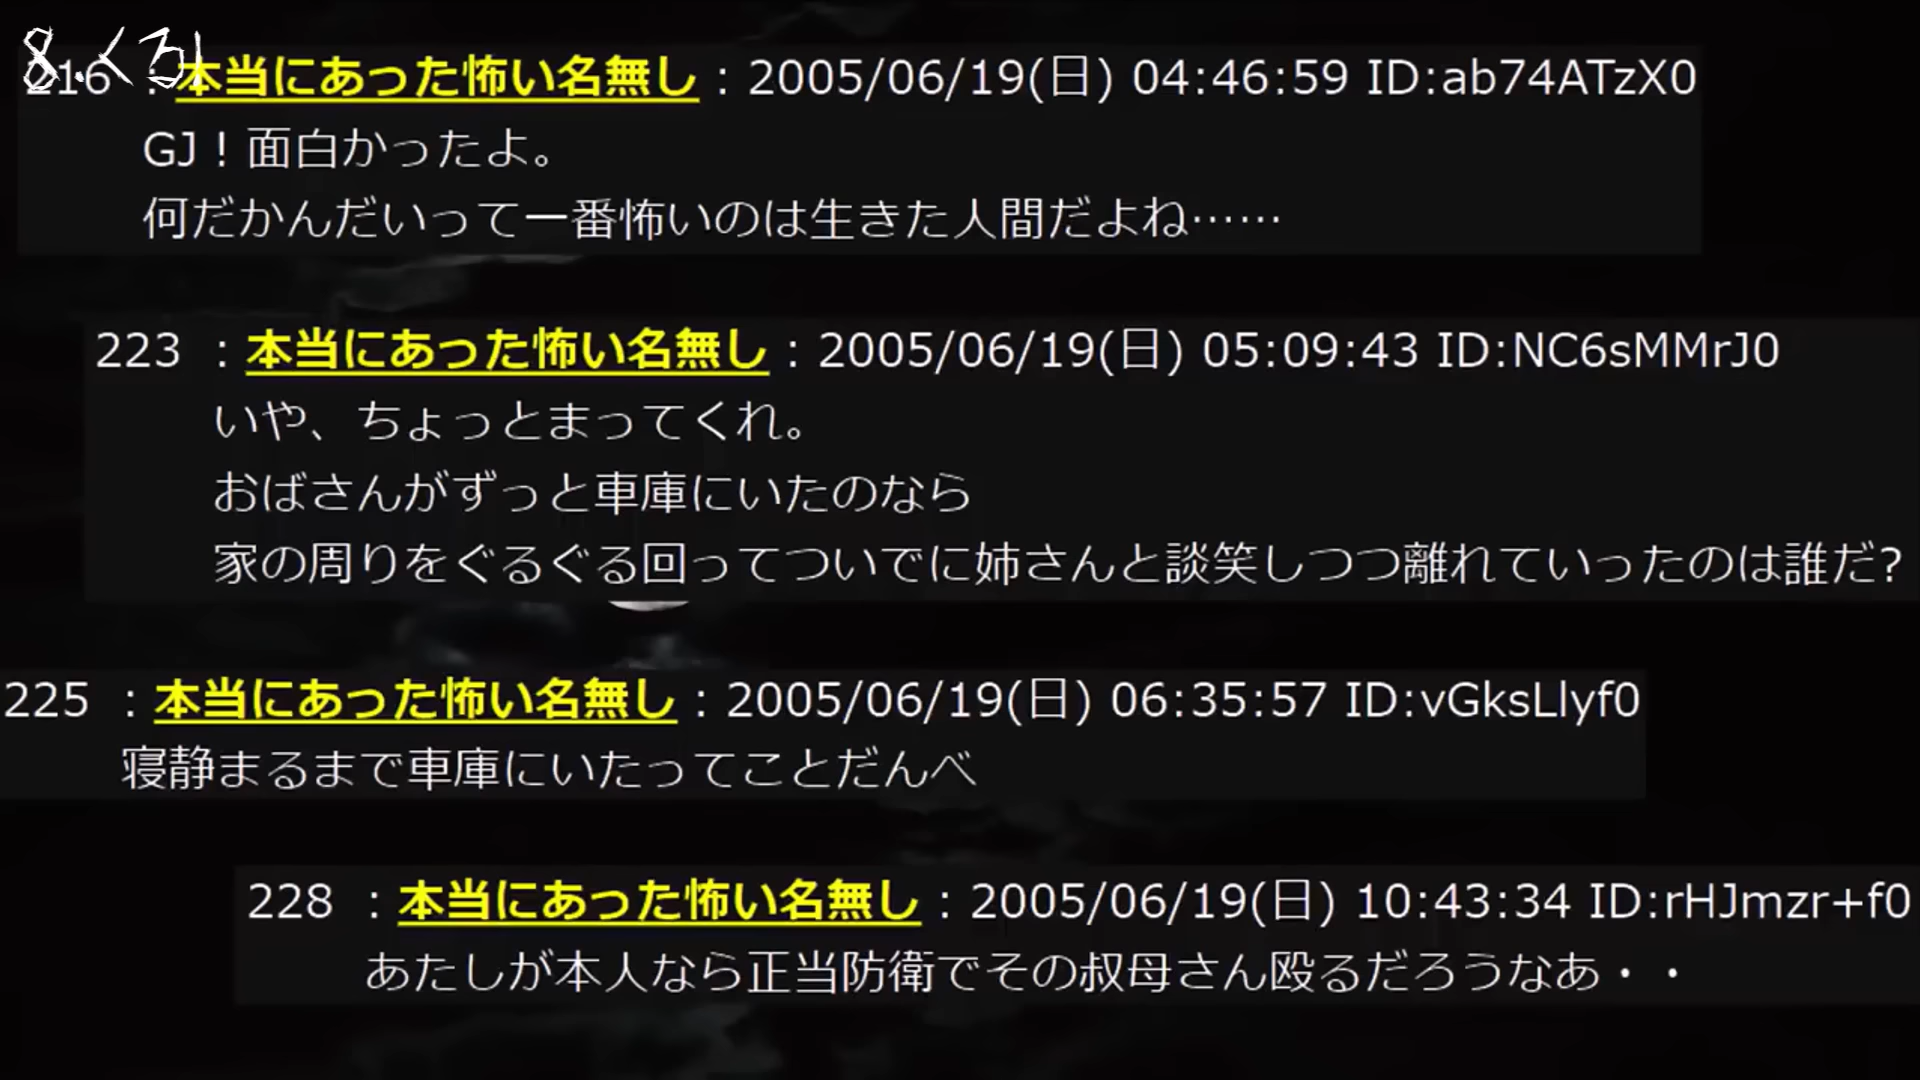 8.くる
216 ：本当にあった怖い名無し：2005/06/19(日) 04:46:59 ID:ab74ATzX0
GJ！面白かったよ。
何だかんだいって一番怖いのは生きた人間だよね……
223 ：本当にあった怖い名無し：2005/06/19(日) 05:09:43 ID:NC6sMMrJ0
いや、ちょっとまってくれ。
おばさんがずっと車庫にいたのなら
家の周りをぐるぐる回ってついでに姉さんと談笑しつつ離れていったのは誰だ?
225 ：本当にあった怖い名無し：2005/06/19(日) 06:35:57 ID:vGksLlyf0
寝静まるまで車庫にいたってことだんべ
228 ：本当にあった怖い名無し：2005/06/19(日) 10:43:34 ID:rHJmzr+f0
あたしが本人なら正当防衛でその叔母さん殴るだろうなあ・・